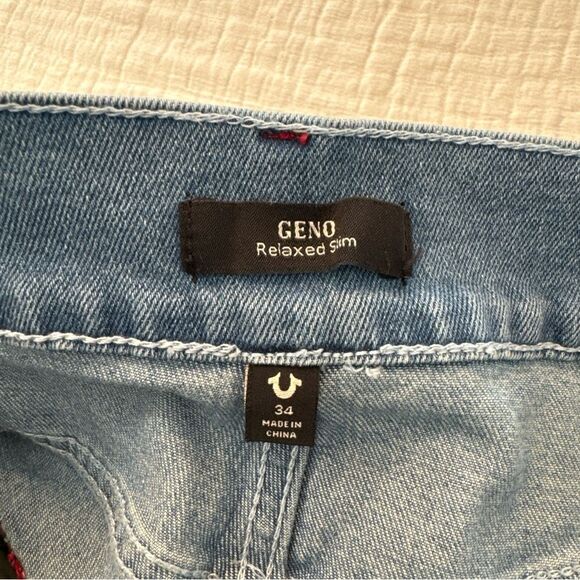 GENO
Relaxed Slim
34
MADE IN
CHINA